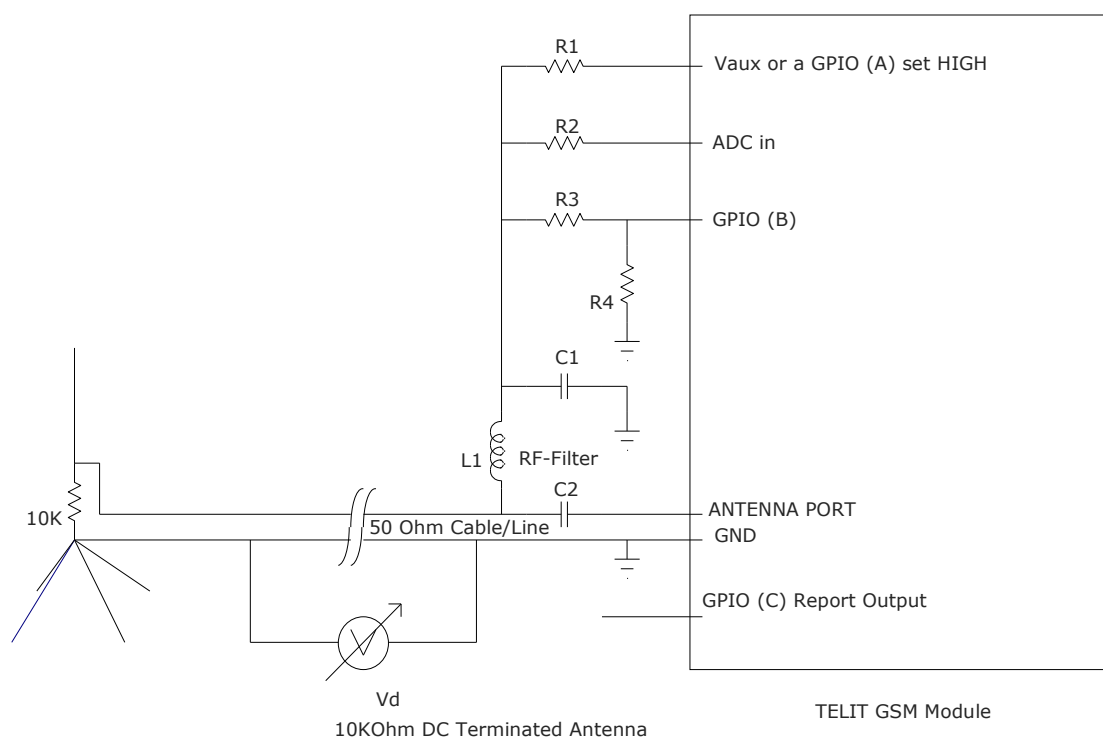 R1
Vaux or a GPIO (A) set HIGH
R2
ADC in
R3
GPIO (B)
R4
C1
L1
RF-Filter
C2
10K
50 Ohm Cable/Line
ANTENNA PORT
GND
GPIO (C) Report Output
V
Vd
10KOhm DC Terminated Antenna
TELIT GSM Module